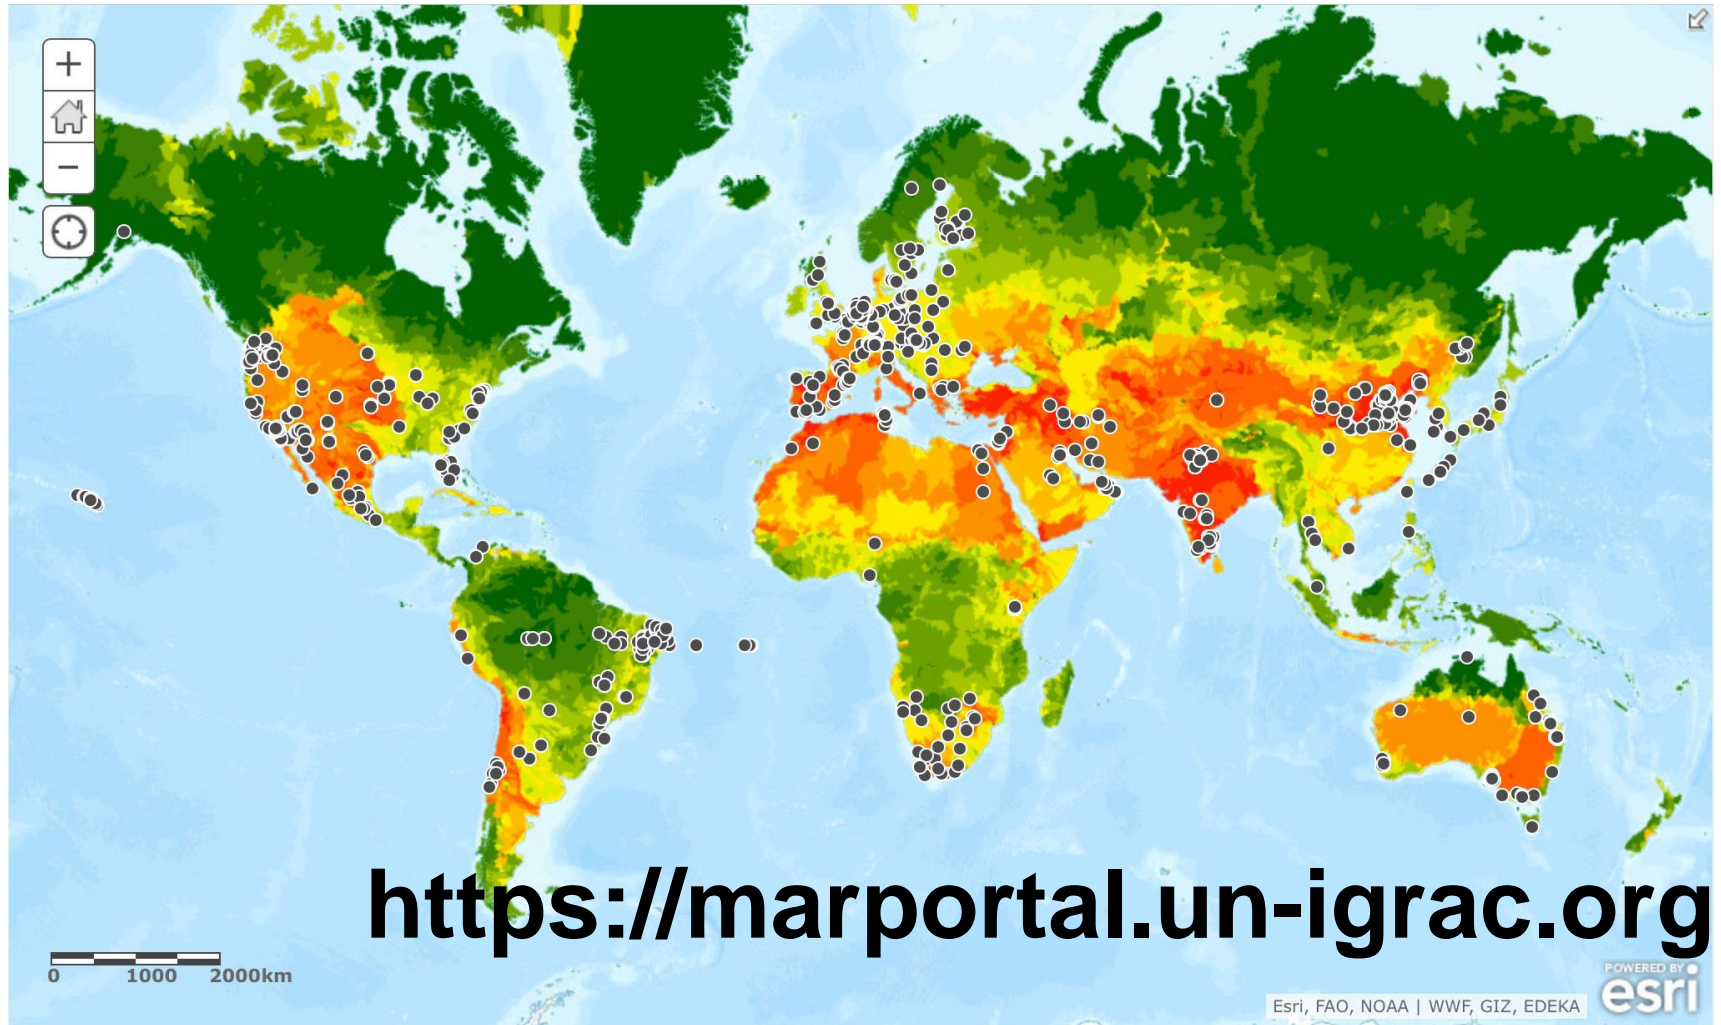 +
−
https://marportal.un-igrac.org
0 1000 2000km
POWERED BY
esri
Esri, FAO, NOAA | WWF, GIZ, EDEKA